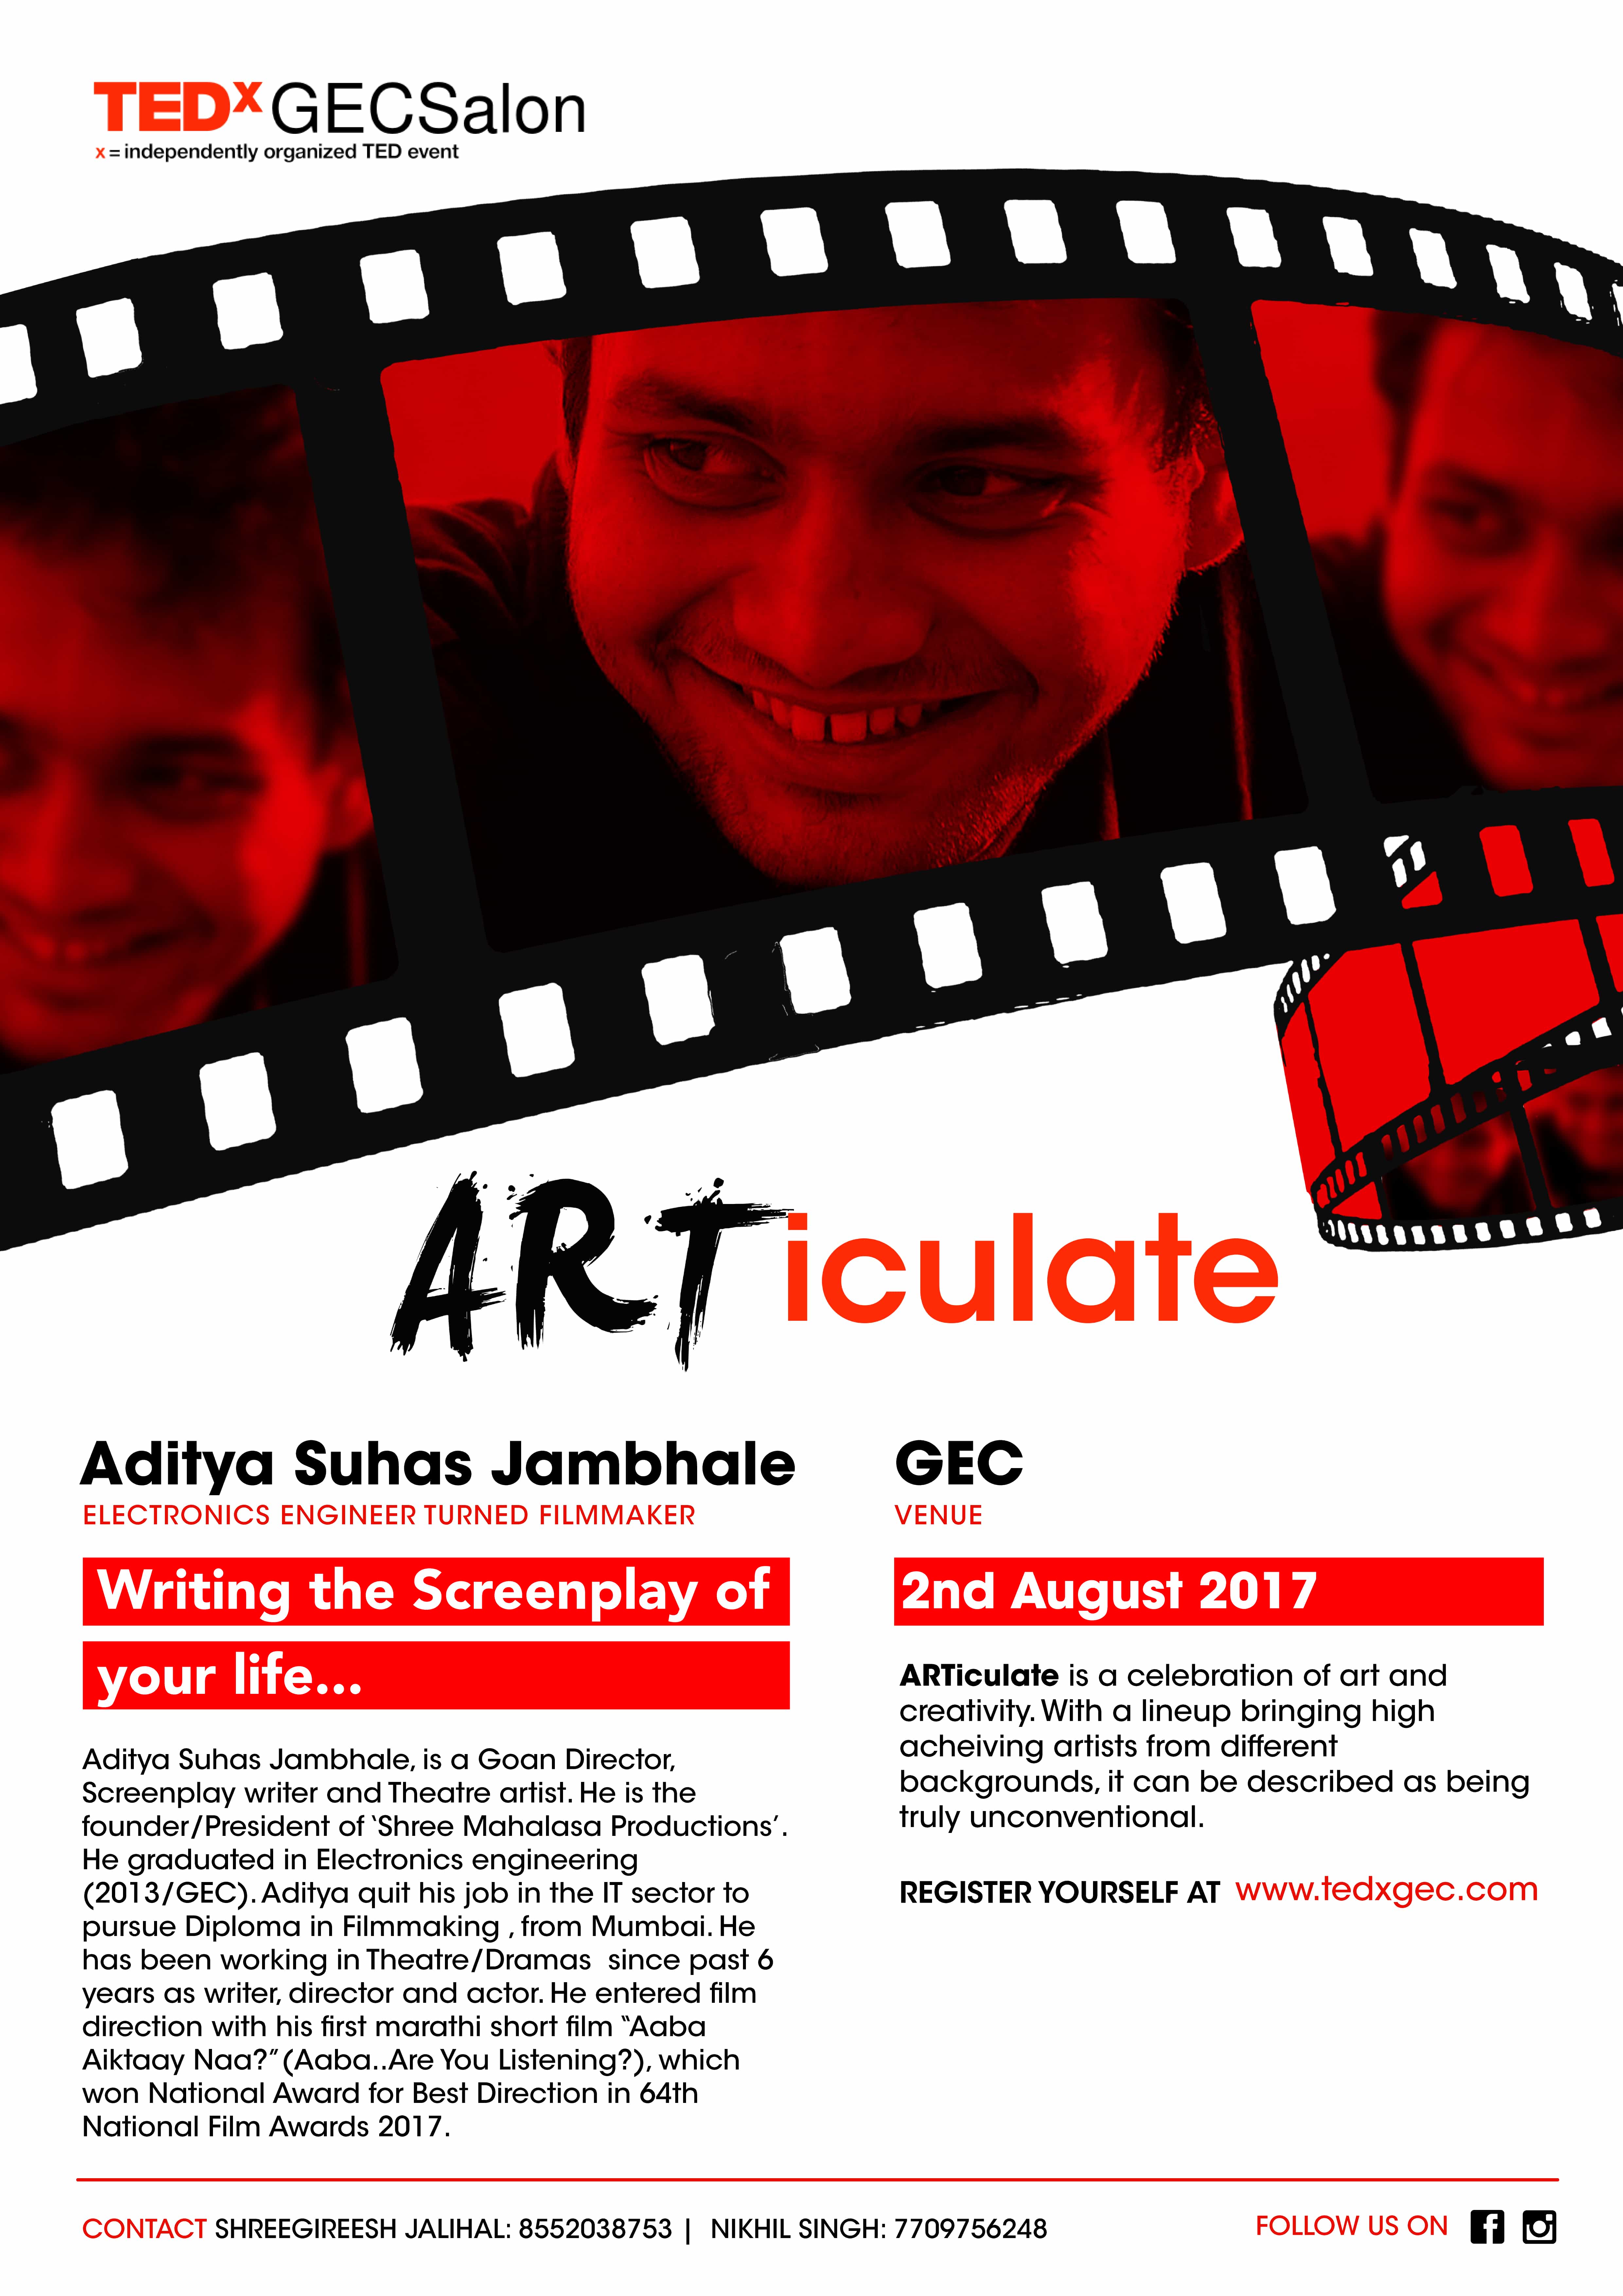 TEDx GECSalon
x = independently organized TED event
ARTiculate
Aditya Suhas Jambhale
ELECTRONICS ENGINEER TURNED FILMMAKER
Writing the Screenplay of
your life...
Aditya Suhas Jambhale, is a Goan Director,
Screenplay writer and Theatre artist. He is the
founder/President of ‘Shree Mahalasa Productions’.
He graduated in Electronics engineering
(2013/GEC). Aditya quit his job in the IT sector to
pursue Diploma in Filmmaking , from Mumbai. He
has been working in Theatre/Dramas  since past 6
years as writer, director and actor. He entered film
direction with his first marathi short film “Aaba
Aiktaay Naa?” (Aaba..Are You Listening?), which
won National Award for Best Direction in 64th
National Film Awards 2017.
GEC
VENUE
2nd August 2017
ARTiculate is a celebration of art and
creativity. With a lineup bringing high
acheiving artists from different
backgrounds, it can be described as being
truly unconventional.
REGISTER YOURSELF AT www.tedxgec.com
CONTACT SHREEGIREESH JALIHAL: 8552038753 | NIKHIL SINGH: 7709756248
FOLLOW US ON